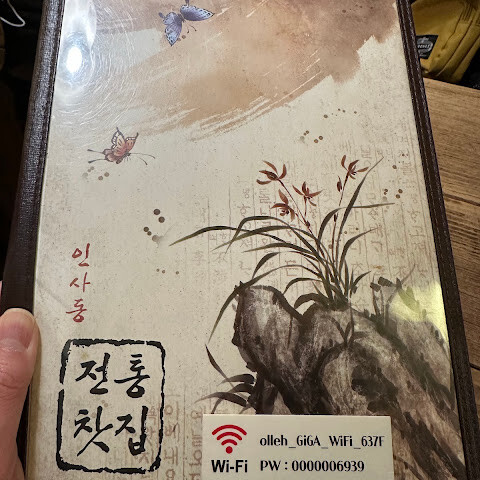 인사동
전통
찻집
olleh_GiGA_WiFi_637F
Wi-Fi
PW : 0000006939